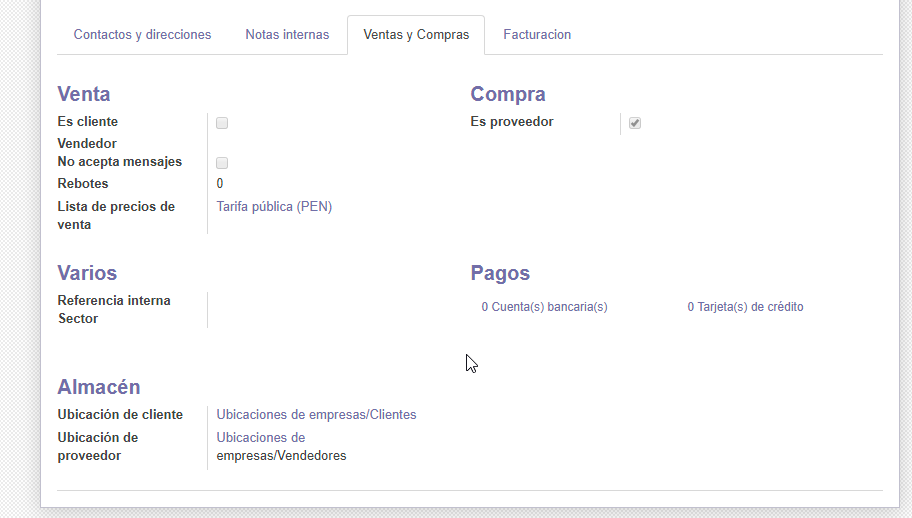 Contactos y direcciones
Notas internas
Ventas y Compras
Facturacion
Venta
Es cliente
Vendedor
No acepta mensajes
Rebotes
0
Lista de precios de
venta
Tarifa pública (PEN)
Compra
Es proveedor
Varios
Referencia interna
Sector
Pagos
0 Cuenta(s) bancaria(s)
0 Tarjeta(s) de crédito
Almacén
Ubicación de cliente
Ubicaciones de empresas/Clientes
Ubicación de
proveedor
Ubicaciones de
empresas/Vendedores